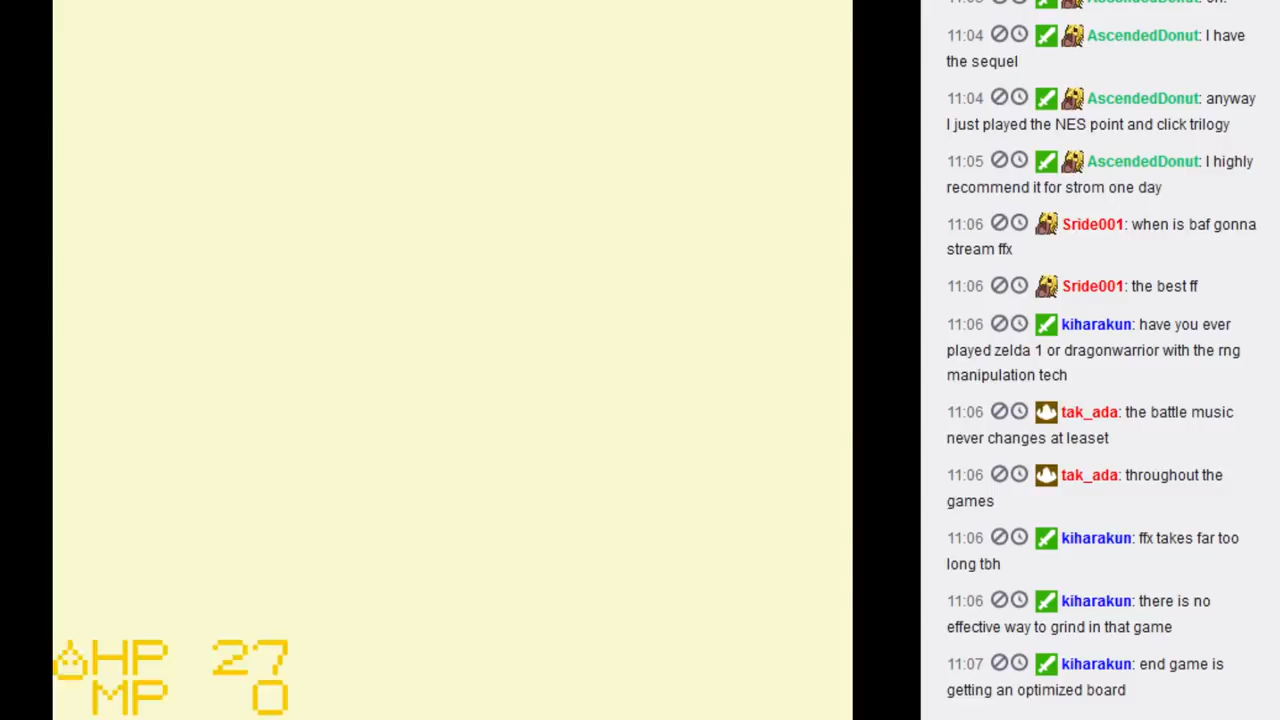 HP 27
MP 0
AscendedDonut: oh.
11:04 AscendedDonut: I have
the sequel
11:04 AscendedDonut: anyway
I just played the NES point and click trilogy
11:05 AscendedDonut: I highly
recommend it for strom one day
11:06 Sride001: when is baf gonna
stream ffx
11:06 Sride001: the best ff
11:06 kiharakun: have you ever
played zelda 1 or dragonwarrior with the rng
manipulation tech
11:06 tak_ada: the battle music
never changes at leaset
11:06 tak_ada: throughout the
games
11:06 kiharakun: ffx takes far too
long tbh
11:06 kiharakun: there is no
effective way to grind in that game
11:07 kiharakun: end game is
getting an optimized board